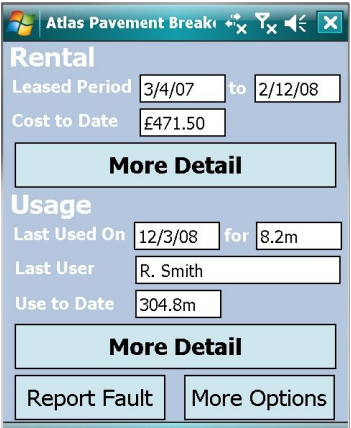 Atlas Pavement Break
Rental
Leased Period 3/4/07 to 2/12/08
Cost to Date £471.50
More Detail
Usage
Last Used On 12/3/08 for 8.2m
Last User R. Smith
Use to Date 304.8m
More Detail
Report Fault More Options